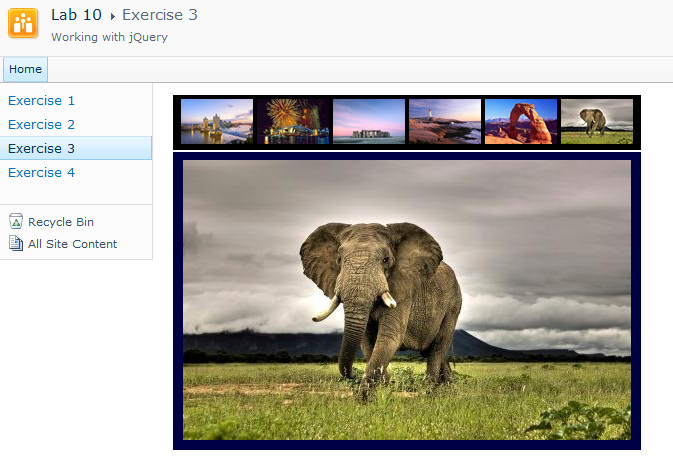 Lab 10 ▸ Exercise 3
Working with jQuery
Home
Exercise 1
Exercise 2
Exercise 3
Exercise 4
Recycle Bin
All Site Content